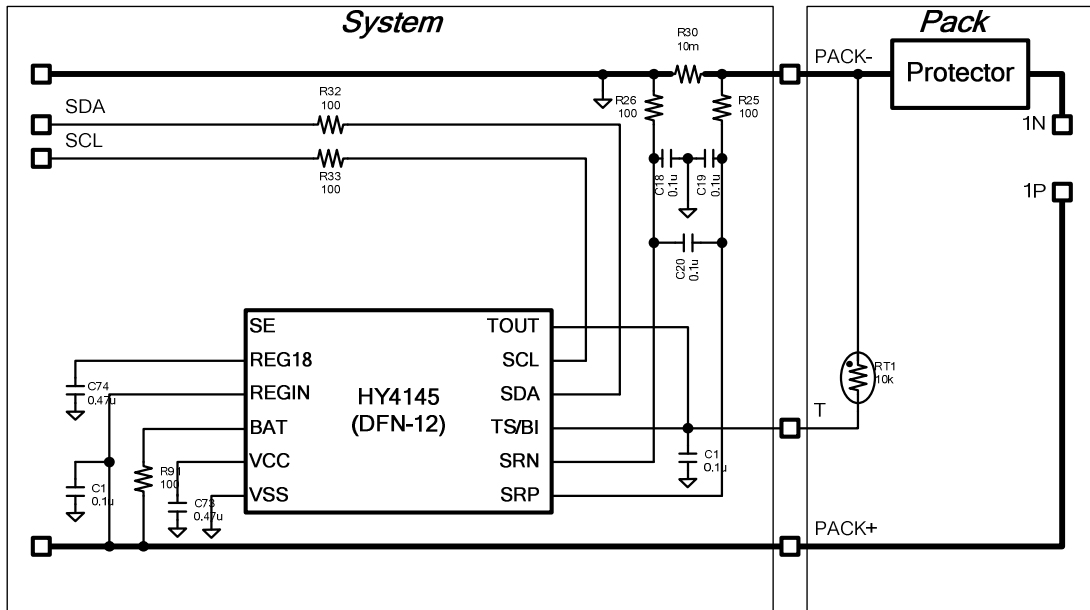 System
Pack
R30
10m
PACK-
Protector
SDA
R32
100
R26
100
R25
100
1N
SCL
R33
100
C18
0.1u
C19
0.1u
1P
C20
0.1u
SE
TOUT
REG18
SCL
C74
0.47u
REGIN
SDA
HY4145
(DFN-12)
RT1
10k
BAT
TS/BI
T
VCC
SRN
C1
0.1u
R91
100
VSS
SRP
C1
0.1u
C73
0.47u
PACK+